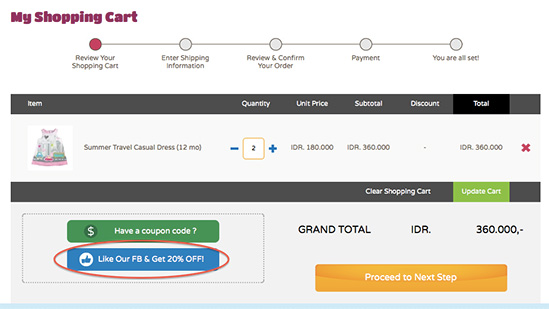 My Shopping Cart
Review Your
Shopping Cart
Enter Shipping
Information
Review & Confirm
Your Order
Payment
You are all set!
Item Quantity Unit Price Subtotal Discount Total
Summer Travel Casual Dress (12 mo) 2 IDR. 180.000 IDR. 360.000 - IDR. 360.000
Clear Shopping Cart Update Cart
Have a coupon code ?
Like Our FB & Get 20% OFF!
GRAND TOTAL IDR. 360.000,-
Proceed to Next Step